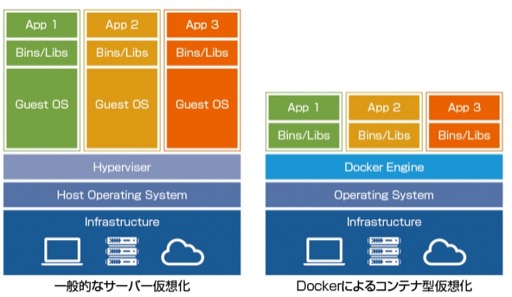 App 1
App 2
App 3
Bins/Libs
Bins/Libs
Bins/Libs
Guest OS
Guest OS
Guest OS
Hyperviser
Host Operating System
Infrastructure
一般的なサーバー仮想化
App 1
App 2
App 3
Bins/Libs
Bins/Libs
Bins/Libs
Docker Engine
Operating System
Infrastructure
Dockerによるコンテナ型仮想化